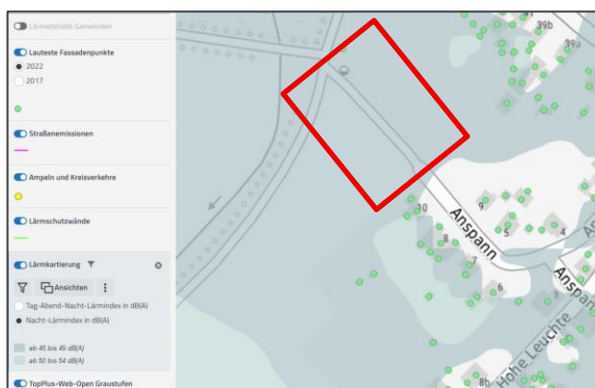 Lärmstatistik Gemeinden
Lauteste Fassadenpunkte
2022
2017
Straßenemissionen
Ampeln und Kreisverkehre
Lärmschutzwände
Lärmkartierung
Ansichten
Tag-Abend-Nacht-Lärmindex in dB(A)
Nacht-Lärmindex in dB(A)
ab 45 bis 49 dB(A)
ab 50 bis 54 dB(A)
TopPlus-Web-Open Graustufen
39b
39a
10
9
8
7
6
5
4
Anspann
Anspann
Hohe Leuchte
8b